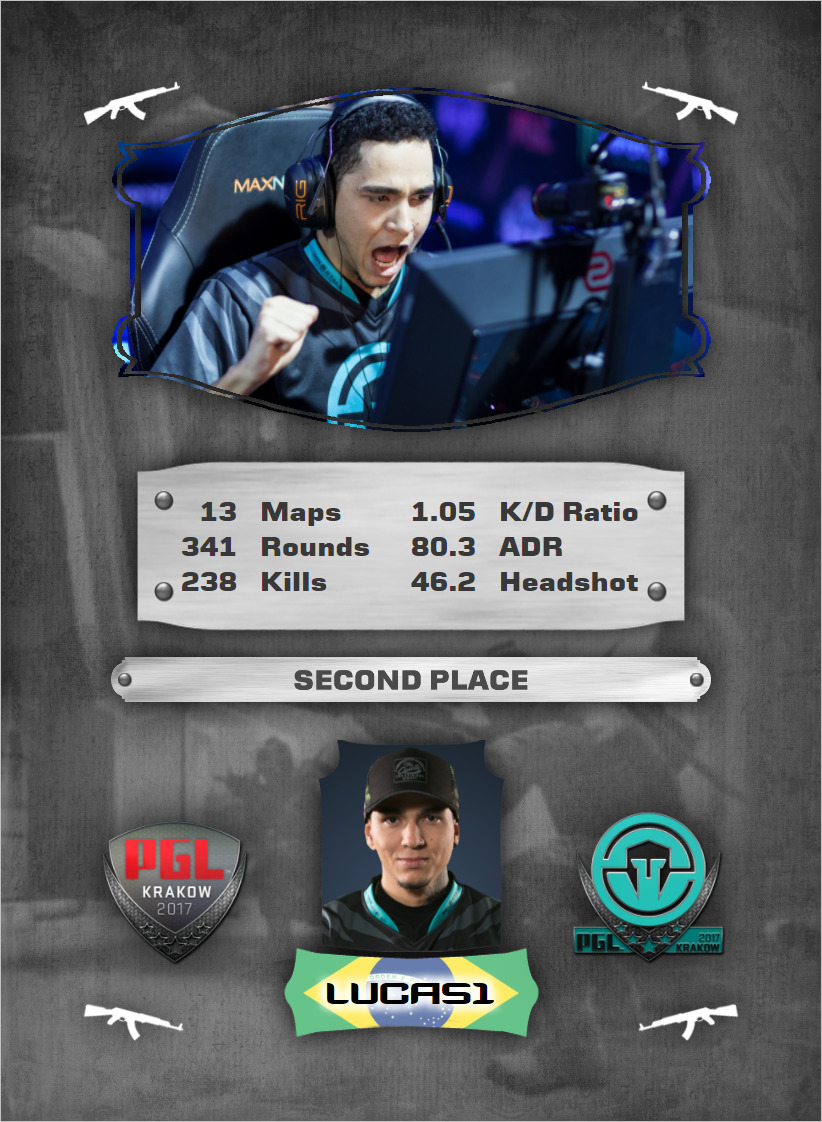 MAXN
RIG
13 Maps 1.05 K/D Ratio
341 Rounds 80.3 ADR
238 Kills 46.2 Headshot
SECOND PLACE
PGL
KRAKOW
2017
PGL 2017
KRAKOW
LUCAS1